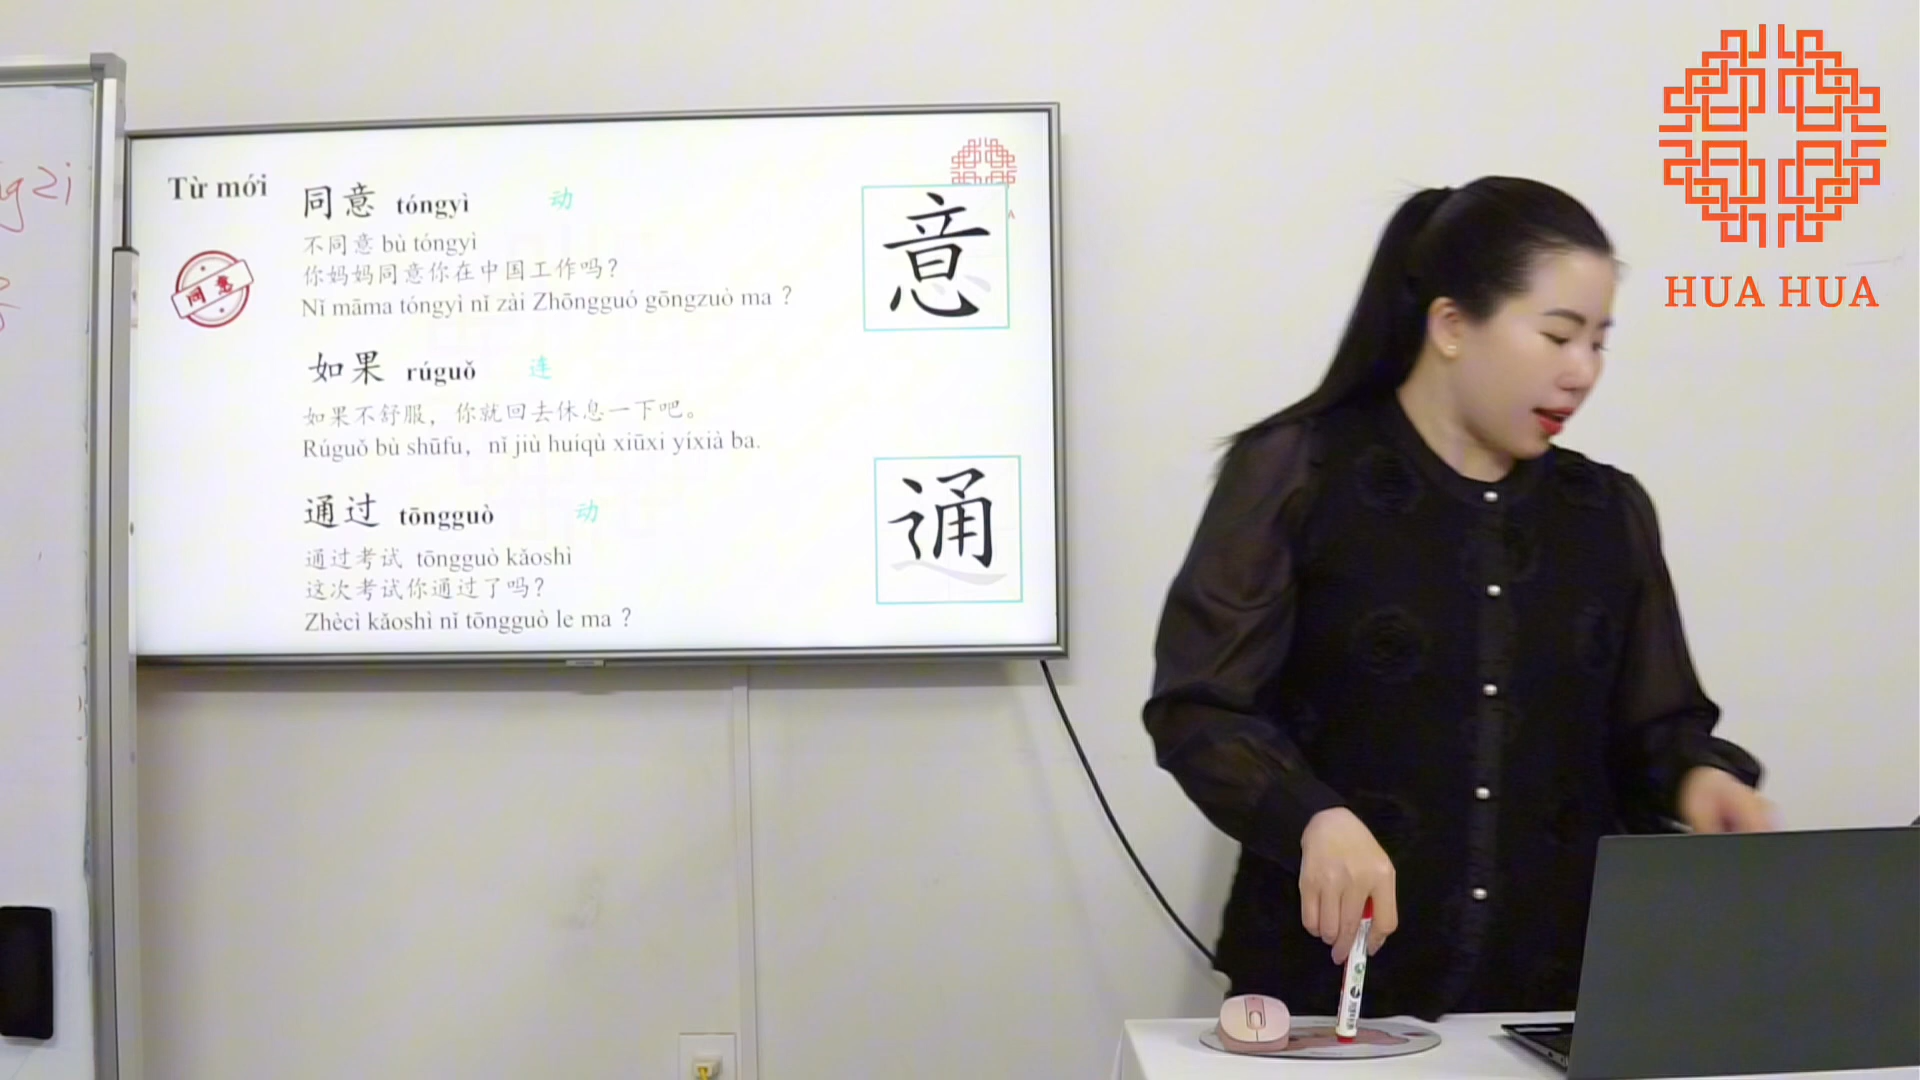 Từ mới
同意 tóngyì 动
不同意 bù tóngyì
你妈妈同意你在中国工作吗？
Nǐ māma tóngyì nǐ zài Zhōngguó gōngzuò ma ?
同意
意
如果 rúguǒ 连
如果不舒服，你就回去休息一下吧。
Rúguǒ bù shūfu，nǐ jiù huiqù xiūxi yíxià ba.
通过 tōngguò 动
通过考试 tōngguò kǎoshì
这次考试你通过了吗？
Zhècì kǎoshì nǐ tōngguò le ma ?
通
HUA HUA